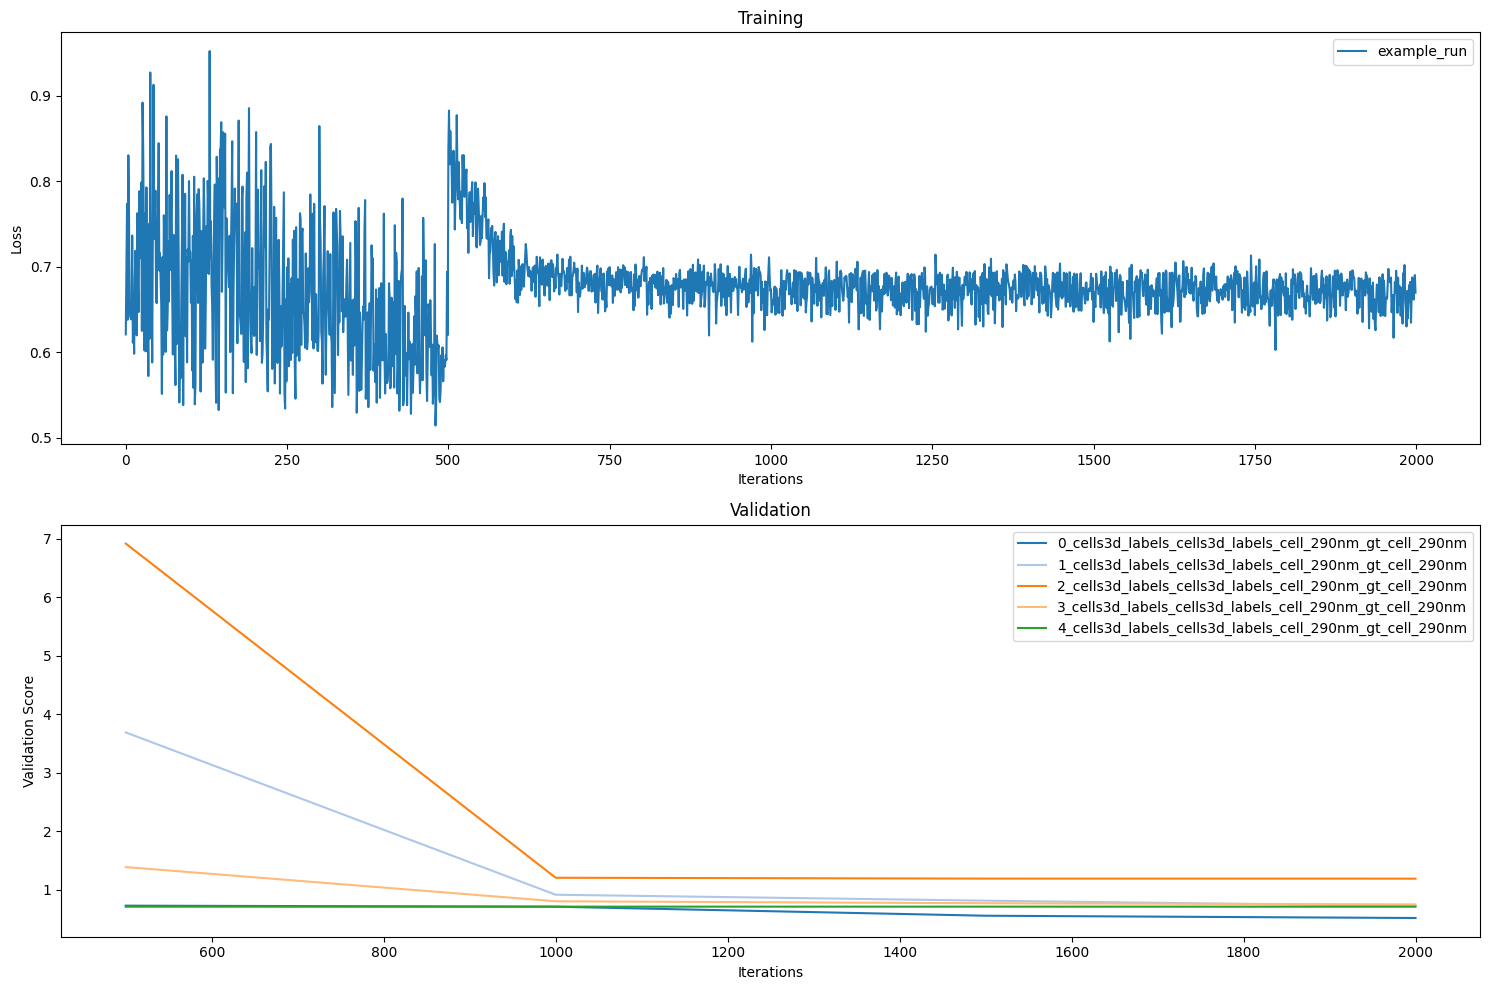 Training
example_run
0.9
0.8
0.7
0.6
0.5
Loss
0 250 500 750 1000 1250 1500 1750 2000
Iterations
Validation
0_cells3d_labels_cells3d_labels_cell_290nm_gt_cell_290nm
1_cells3d_labels_cells3d_labels_cell_290nm_gt_cell_290nm
2_cells3d_labels_cells3d_labels_cell_290nm_gt_cell_290nm
3_cells3d_labels_cells3d_labels_cell_290nm_gt_cell_290nm
4_cells3d_labels_cells3d_labels_cell_290nm_gt_cell_290nm
7
6
5
4
3
2
1
Validation Score
600 800 1000 1200 1400 1600 1800 2000
Iterations